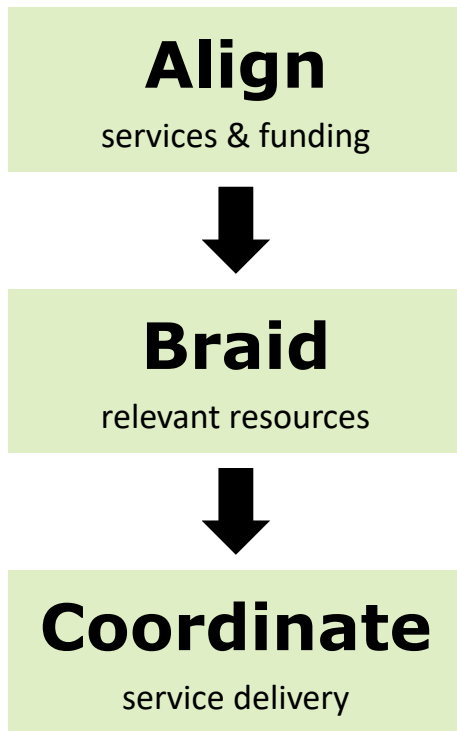 Align
services & funding
Braid
relevant resources
Coordinate
service delivery